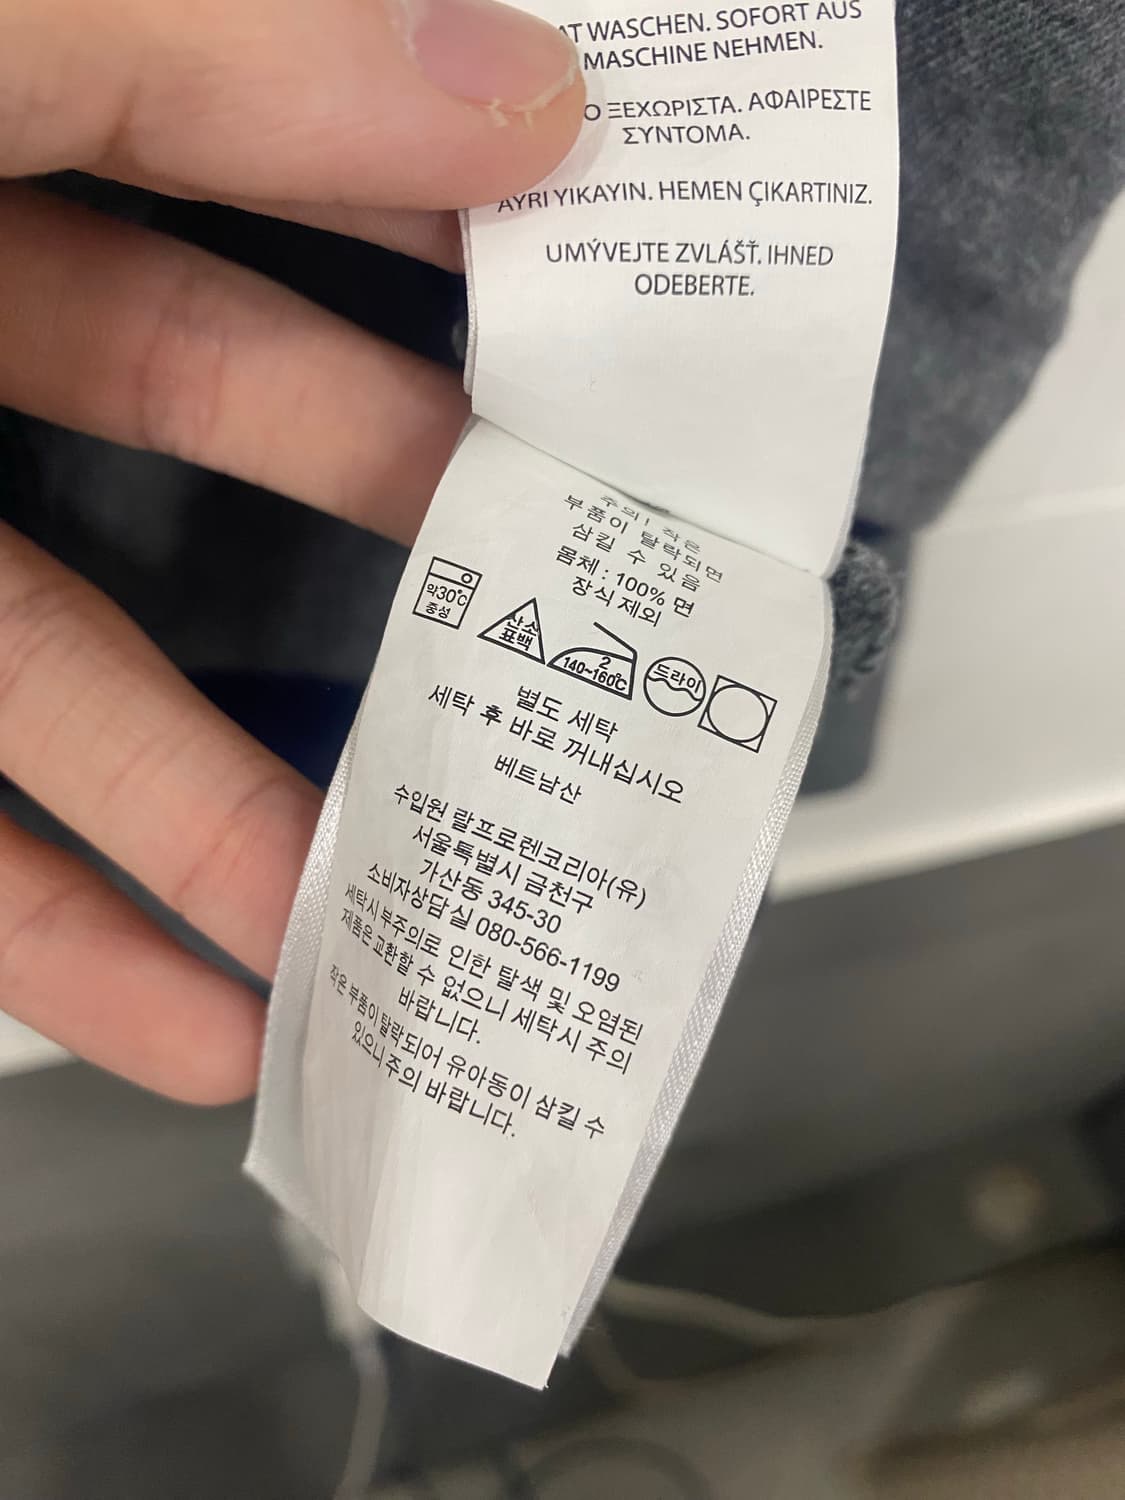 AT WASCHEN. SOFORT AUS
MASCHINE NEHMEN.
Ο ΞΕΧΩΡΙΣΤΑ. ΑΦΑΙΡΕΣΤΕ
ΣΥΝΤΟΜΑ.
AYRI YIKAYIN. HEMEN ÇIKARTINIZ.
UMÝVEJTE ZVLÁŠŤ. IHNED
ODEBERTE.
주의! 작은
부품이 탈락되면
삼킬 수 있음
몸체 : 100% 면
장식 제외
약30℃
중성
산소
표백
2
140~160℃
드라이
별도 세탁
세탁 후 바로 꺼내십시오
베트남산
수입원 랄프로렌코리아(유)
서울특별시 금천구
가산동 345-30
소비자상담실 080-566-1199
세탁시 부주의로 인한 탈색 및 오염된
제품은 교환할 수 없으니 세탁시 주의
바랍니다.
작은 부품이 탈락되어 유아동이 삼킬 수
있으니 주의 바랍니다.